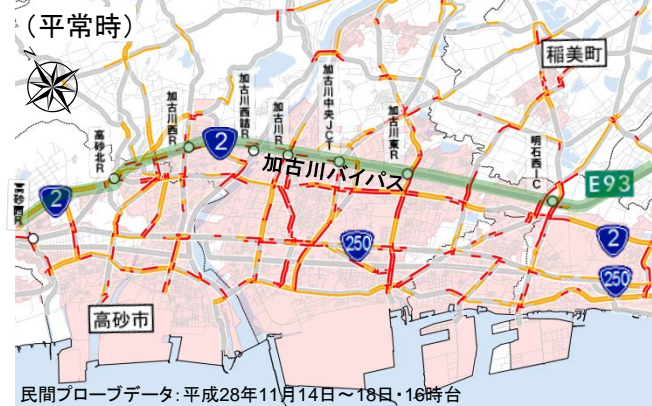 (平常時)
N
稲美町
加古川中央JCT
加古川西ランプR
加古川西R
加古川R
加古川東R
高砂北R
明石西IC
2
加古川バイパス
E93
高砂西R
2
250
2
250
高砂市
民間プローブデータ:平成28年11月14日~18日・16時台